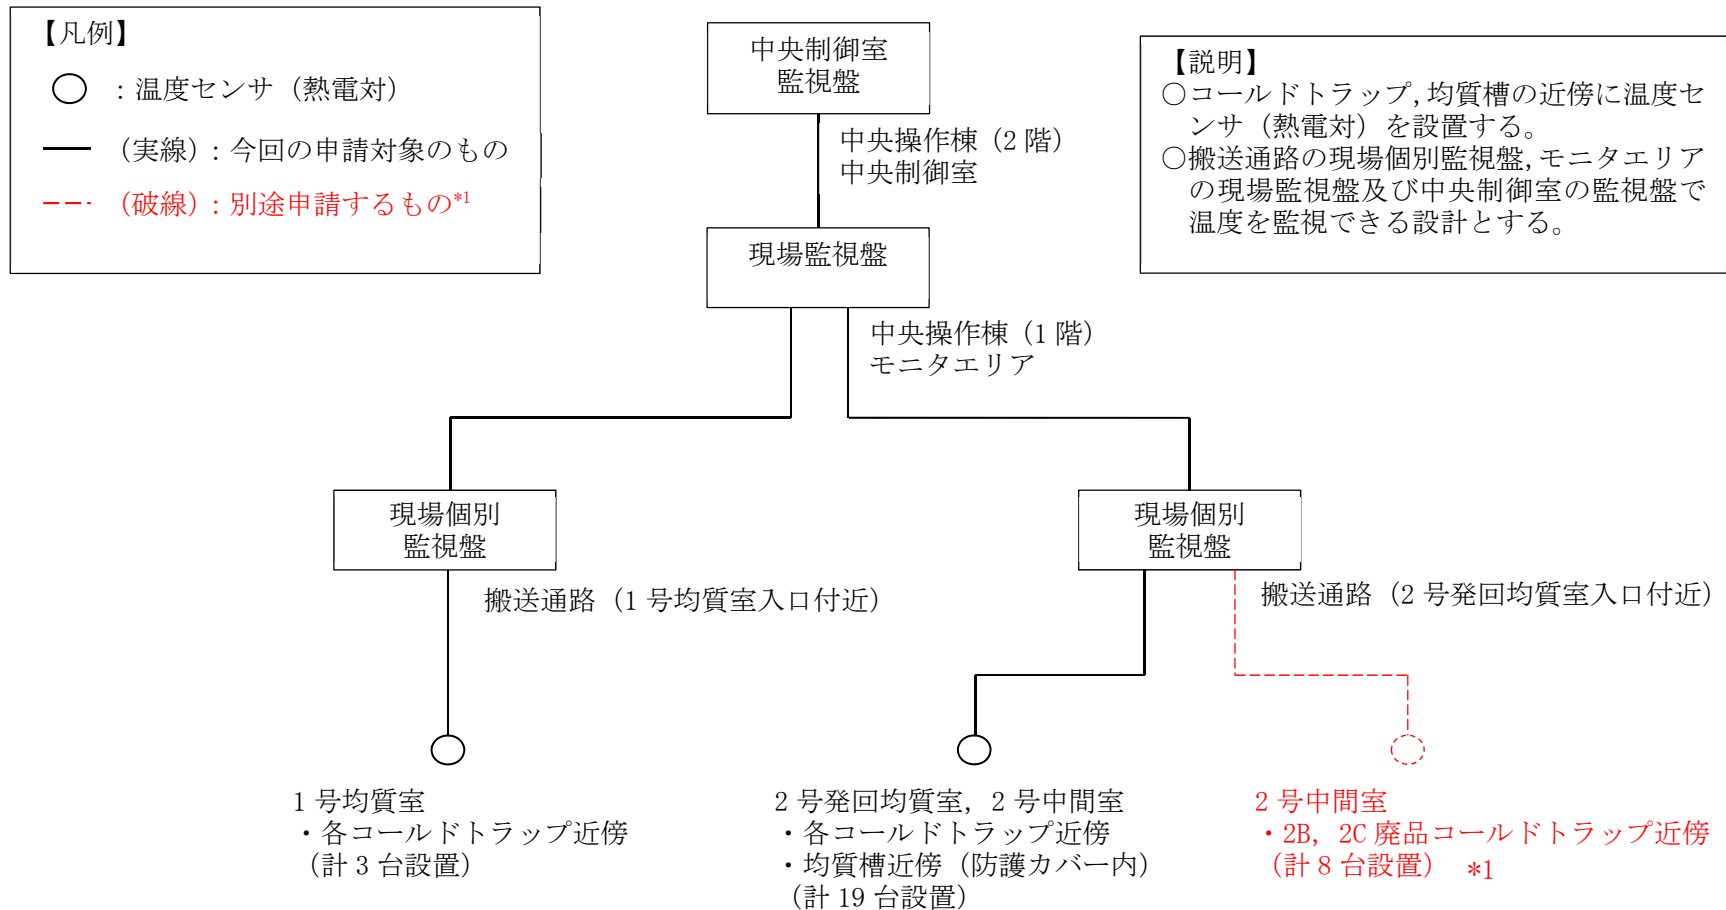 【凡例】
○ : 温度センサ（熱電対）
（実線）: 今回の申請対象のもの
（破線）: 別途申請するもの*1
中央制御室
監視盤
中央操作棟（2 階）
中央制御室
【説明】
○コールドトラップ, 均質槽の近傍に温度セ
ンサ（熱電対）を設置する。
○搬送通路の現場個別監視盤, モニタエリア
の現場監視盤及び中央制御室の監視盤で
温度を監視できる設計とする。
現場監視盤
中央操作棟（1 階）
モニタエリア
現場個別
監視盤
搬送通路（1 号均質室入口付近）
現場個別
監視盤
搬送通路（2 号発回均質室入口付近）
1 号均質室
・各コールドトラップ近傍
（計 3 台設置）
2 号発回均質室, 2 号中間室
・各コールドトラップ近傍
・均質槽近傍（防護カバー内）
（計 19 台設置）
2 号中間室
・2B, 2C 廃品コールドトラップ近傍
（計 8 台設置） *1